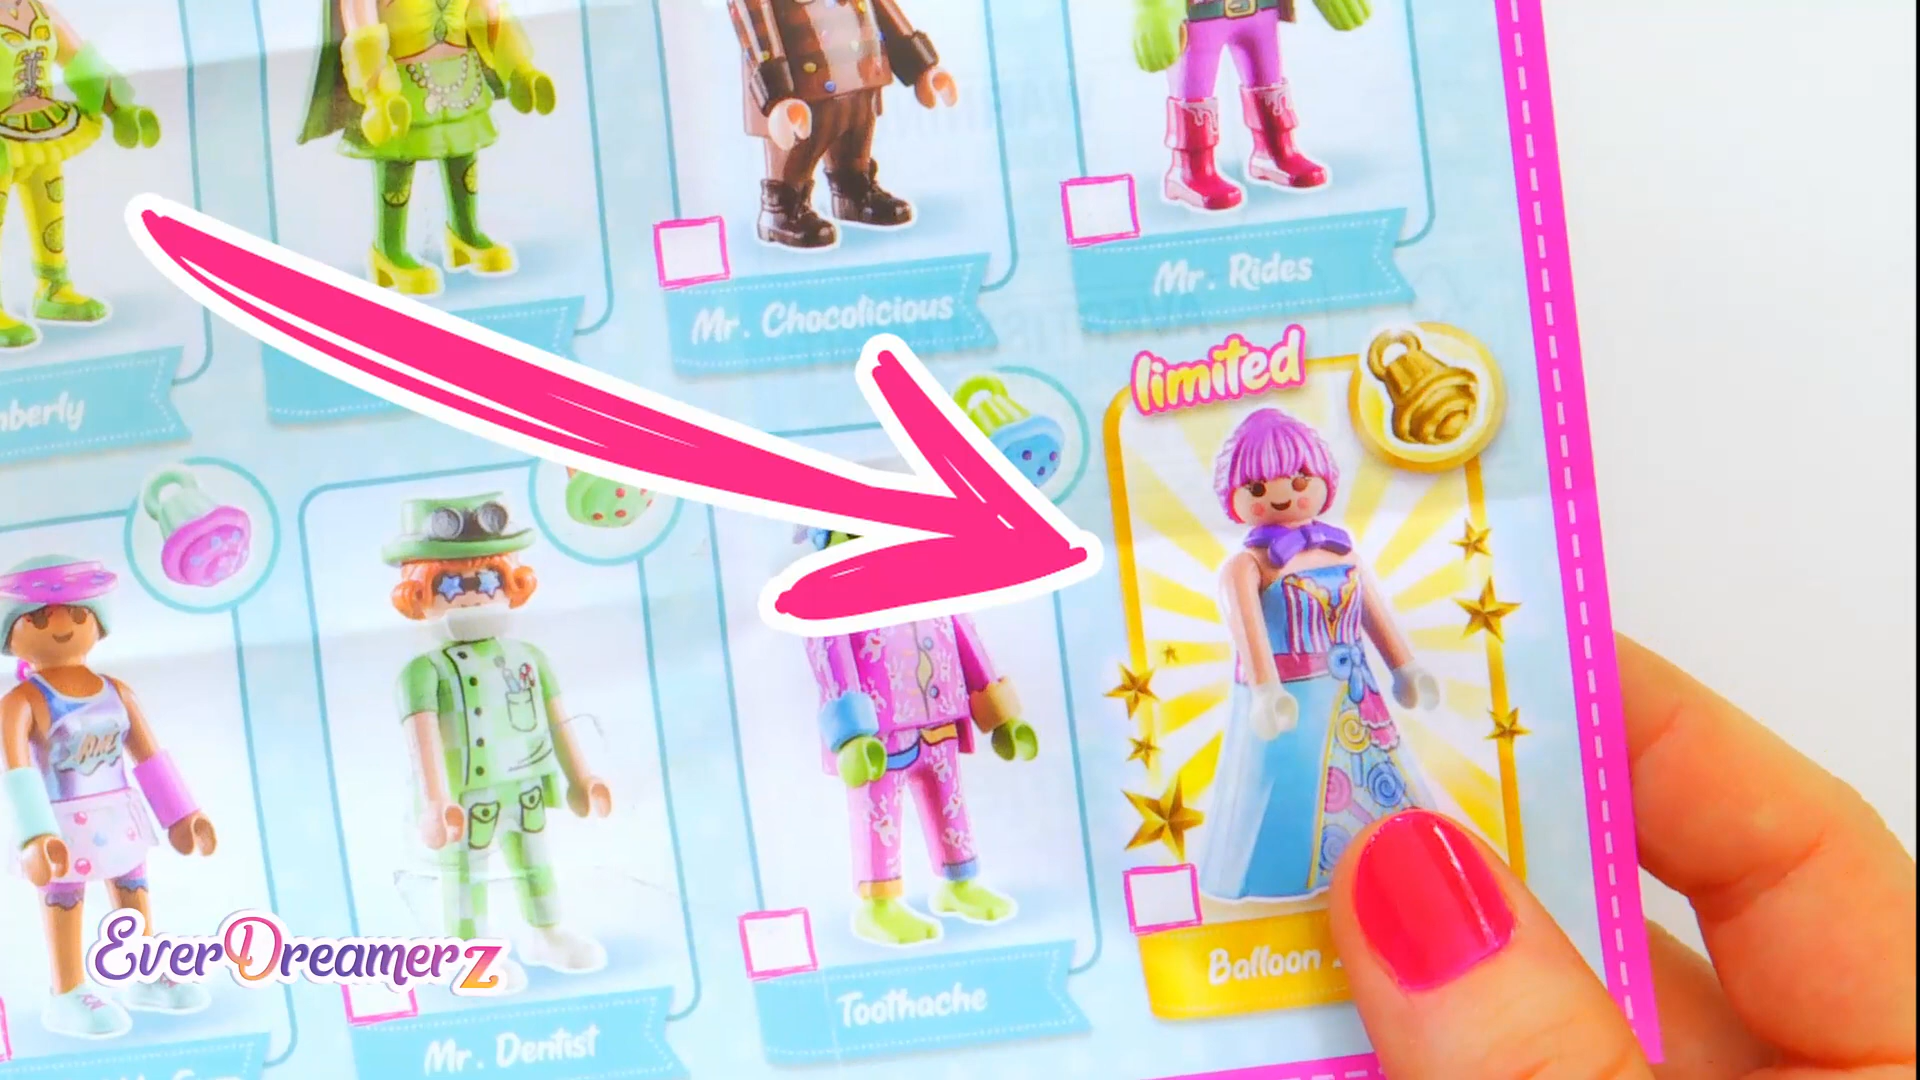 Mr. Rides
Mr. Chocolicious
limited
Balloon
Toothache
EverDreamerz
Mr. Dentist